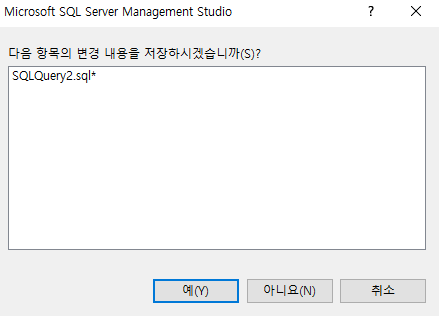 Microsoft SQL Server Management Studio
?
다음 항목의 변경 내용을 저장하시겠습니까(S)?
SQLQuery2.sql*
예(Y) 아니요(N) 취소